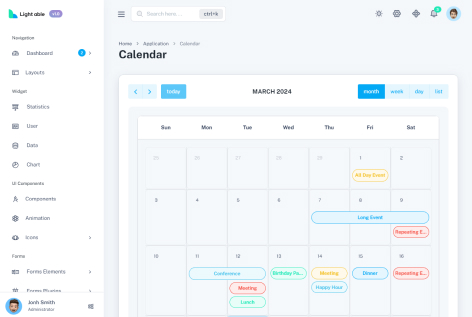 Light able v1.0
Search here... ctrl+k
Navigation
Dashboard
Layouts
Widget
Statistics
User
Data
Chart
UI Components
Components
Animation
Icons
Forms
Forms Elements
Forms Plugins
Jonh Smith
Administrator
Home > Application > Calendar
Calendar
today
MARCH 2024
month week day list
Sun Mon Tue Wed Thu Fri Sat
25 26 27 28 29 1 2
All Day Event
3 4 5 6 7 8 9
Long Event
Repeating E...
10 11 12 13 14 15 16
Conference Birthday Pa... Meeting Dinner Repeating E...
Meeting Happy Hour
Lunch